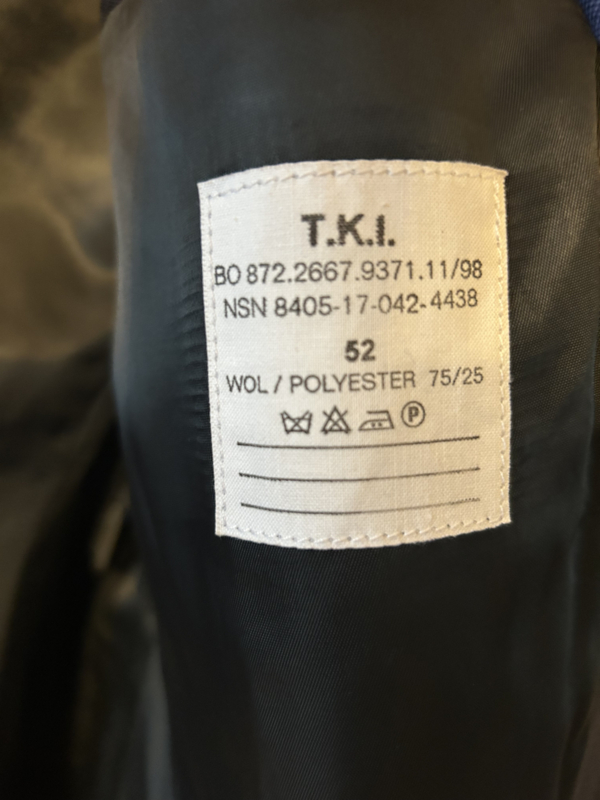 T.K.I.
BO 872.2667.9371.11/98
NSN 8405-17-042-4438
52
WOL / POLYESTER 75/25
P